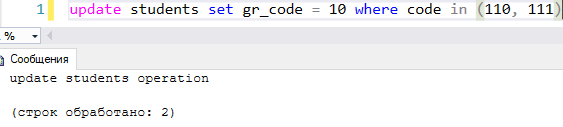 1 update students set gr_code = 10 where code in (110, 111)
%
Сообщения
update students operation
(строк обработано: 2)